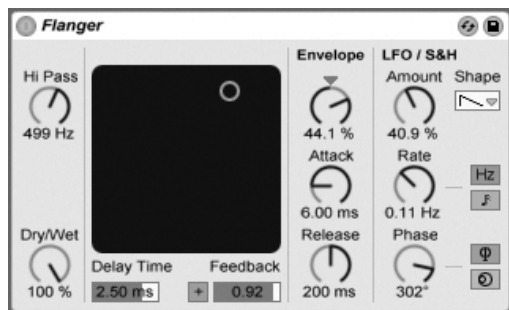 Flanger
Hi Pass
499 Hz
Dry/Wet
100 %
Delay Time
2.50 ms
Feedback
+
0.92
Envelope
44.1 %
Attack
6.00 ms
Release
200 ms
LFO / S&H
Amount
40.9 %
Shape
Rate
0.11 Hz
Hz
Phase
302°
Φ